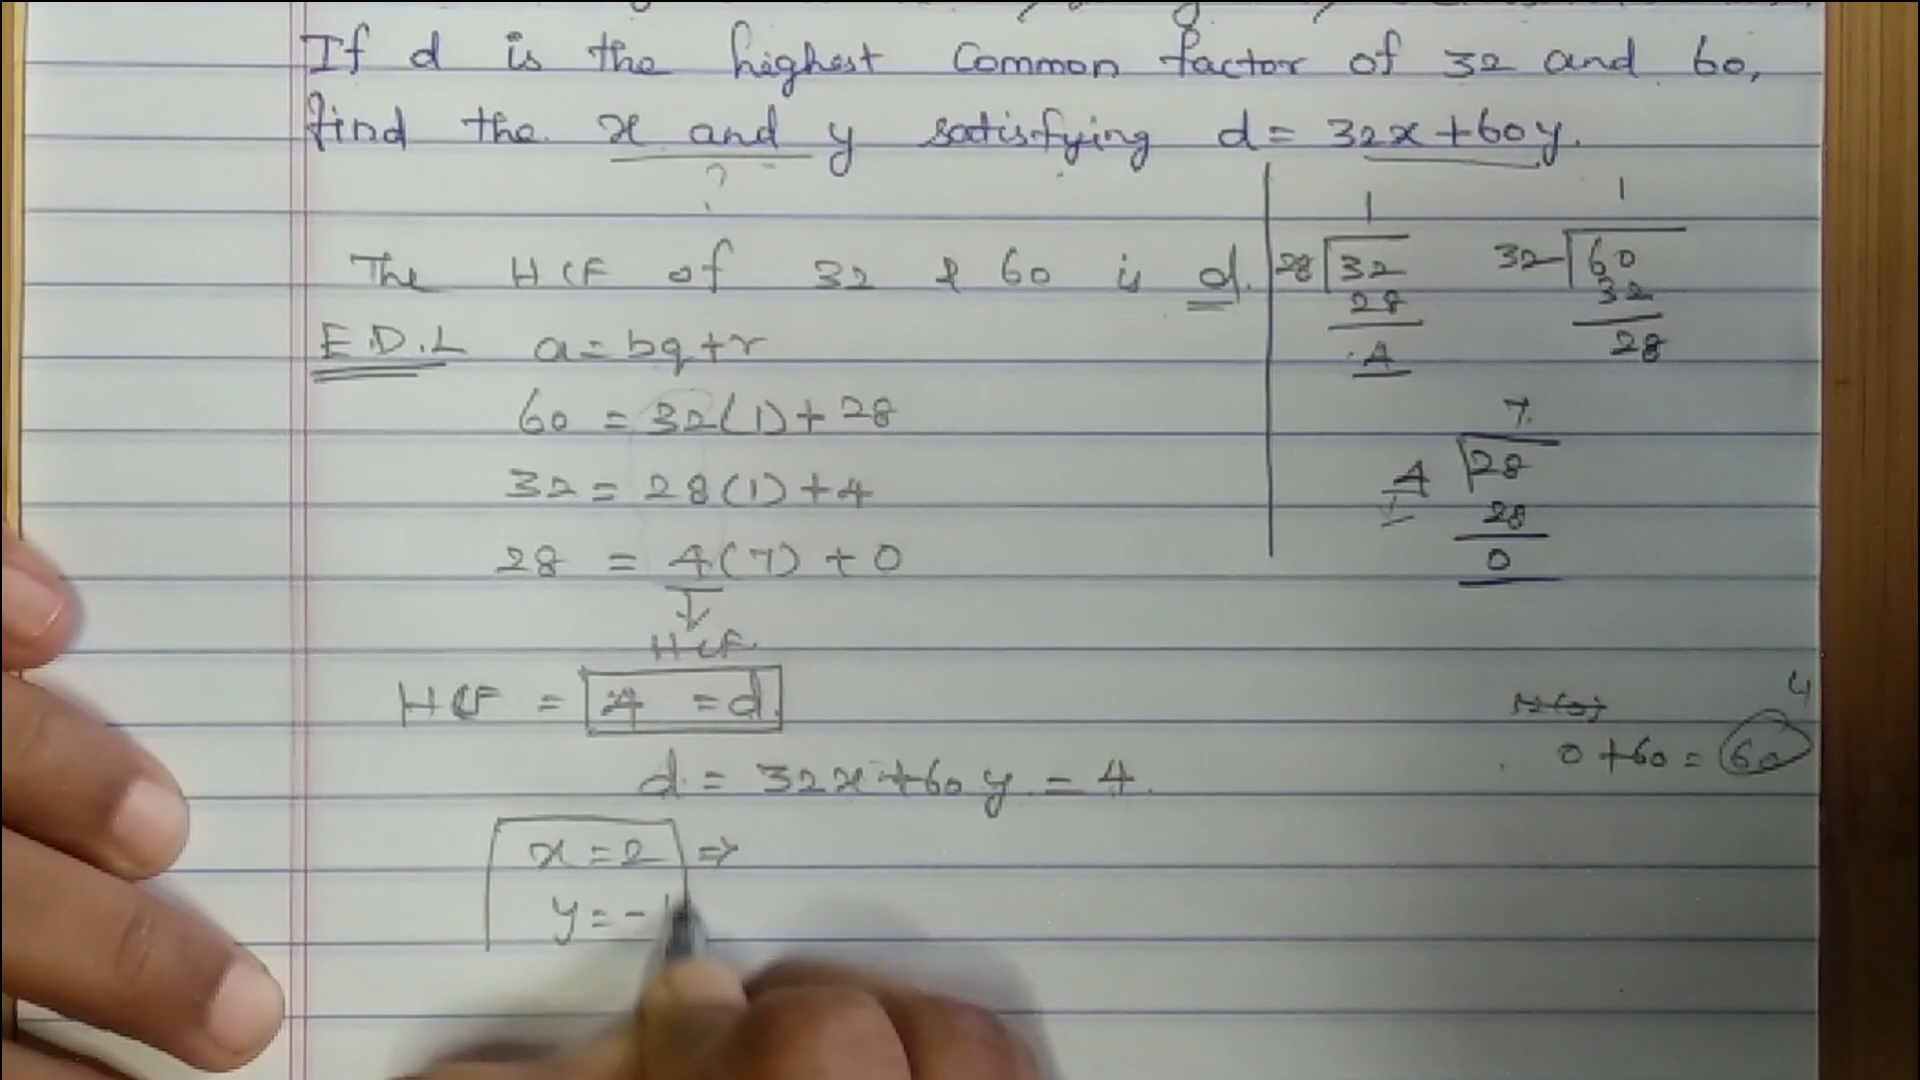 If d is the highest Common factor of 32 and 60,
find the x and y satisfying d = 32x + 60y.
?
The HCF of 32 & 60 is d.
E.D.L a = bq + r
60 = 32(1) + 28
32 = 28(1) + 4
28 = 4(7) + 0
HCF.
HCF = 4 = d
d = 32x + 60y = 4.
x = 2 ⇒
y = -1
1
28 32
28
4
1
32 60
32
28
7
4 28
28
0
4
0 + 60 = 60